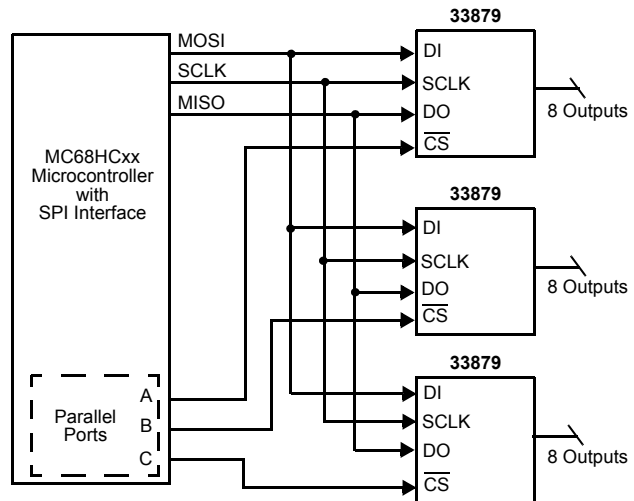 33879
MOSI
SCLK
MISO
DI
SCLK
DO
CS
8 Outputs
MC68HCxx
Microcontroller
with
SPI Interface
33879
DI
SCLK
DO
CS
8 Outputs
33879
DI
SCLK
DO
CS
8 Outputs
Parallel
Ports
A
B
C